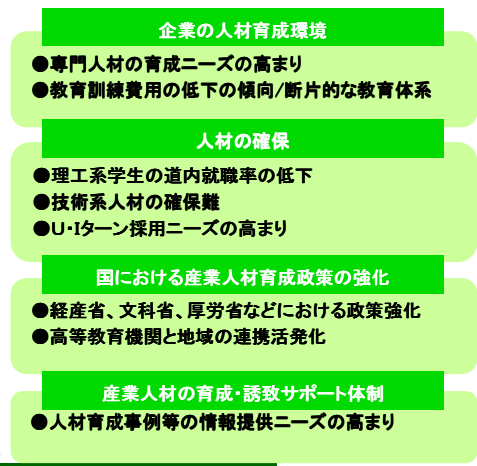 企業の人材育成環境
●専門人材の育成ニーズの高まり
●教育訓練費用の低下の傾向/断片的な教育体系
人材の確保
●理工系学生の道内就職率の低下
●技術系人材の確保難
●U・Iターン採用ニーズの高まり
国における産業人材育成政策の強化
●経産省、文科省、厚労省などにおける政策強化
●高等教育機関と地域の連携活発化
産業人材の育成・誘致サポート体制
●人材育成事例等の情報提供ニーズの高まり